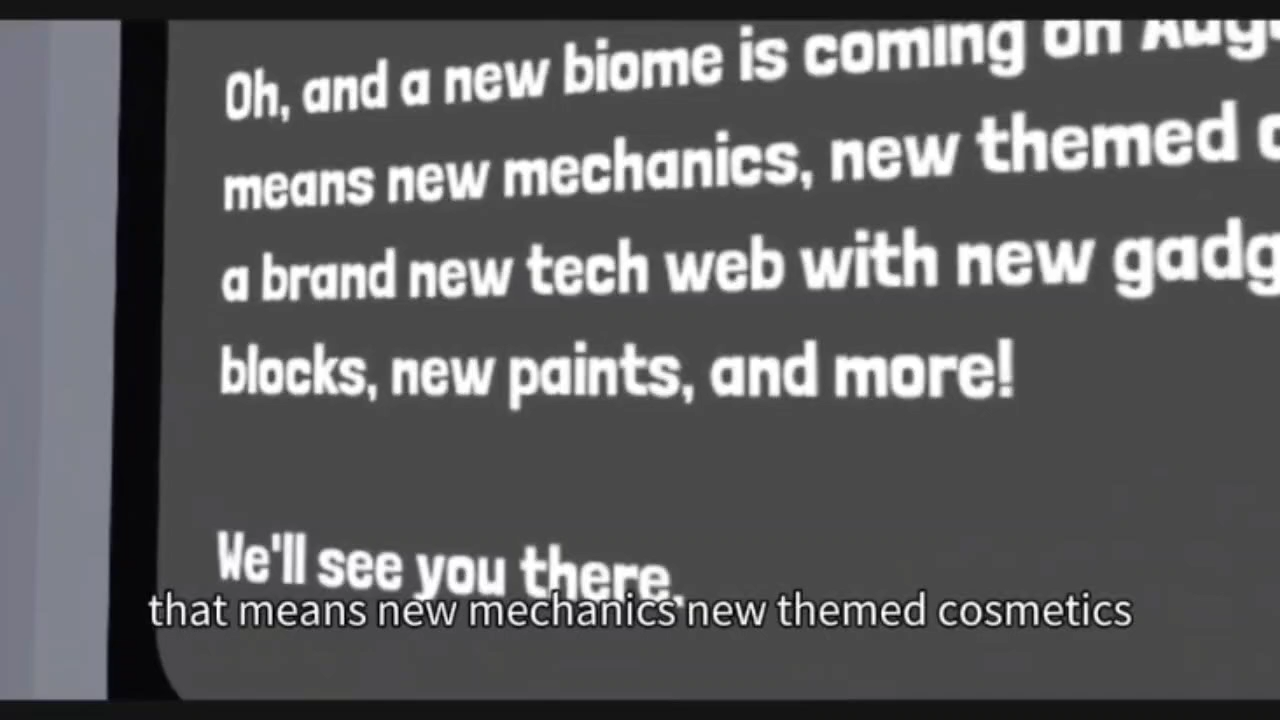 Oh, and a new biome is coming on
means new mechanics, new themed
a brand new tech web with new
blocks, new paints, and more!
We'll see you there.
that means new mechanics new themed cosmetics